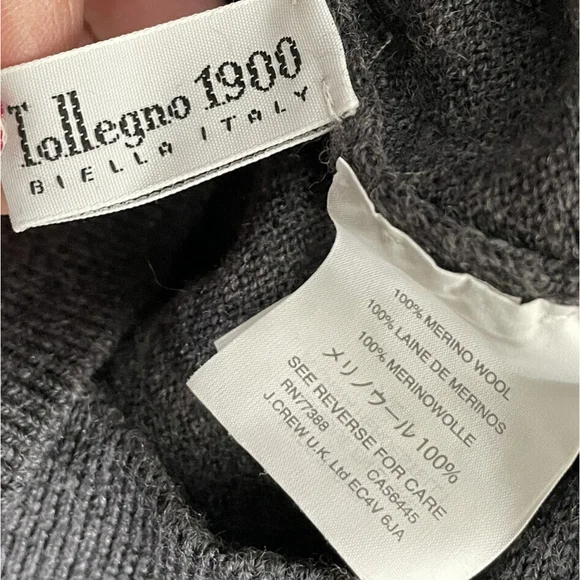 Tollegno 1900
BIELLA ITALY
100% MERINO WOOL
100% LAINE DE MERINOS
100% MERINOWOLLE
メリノウール 100%
SEE REVERSE FOR CARE
RN77388 CA56445
J.CREW U.K. Ltd EC4V 6JA